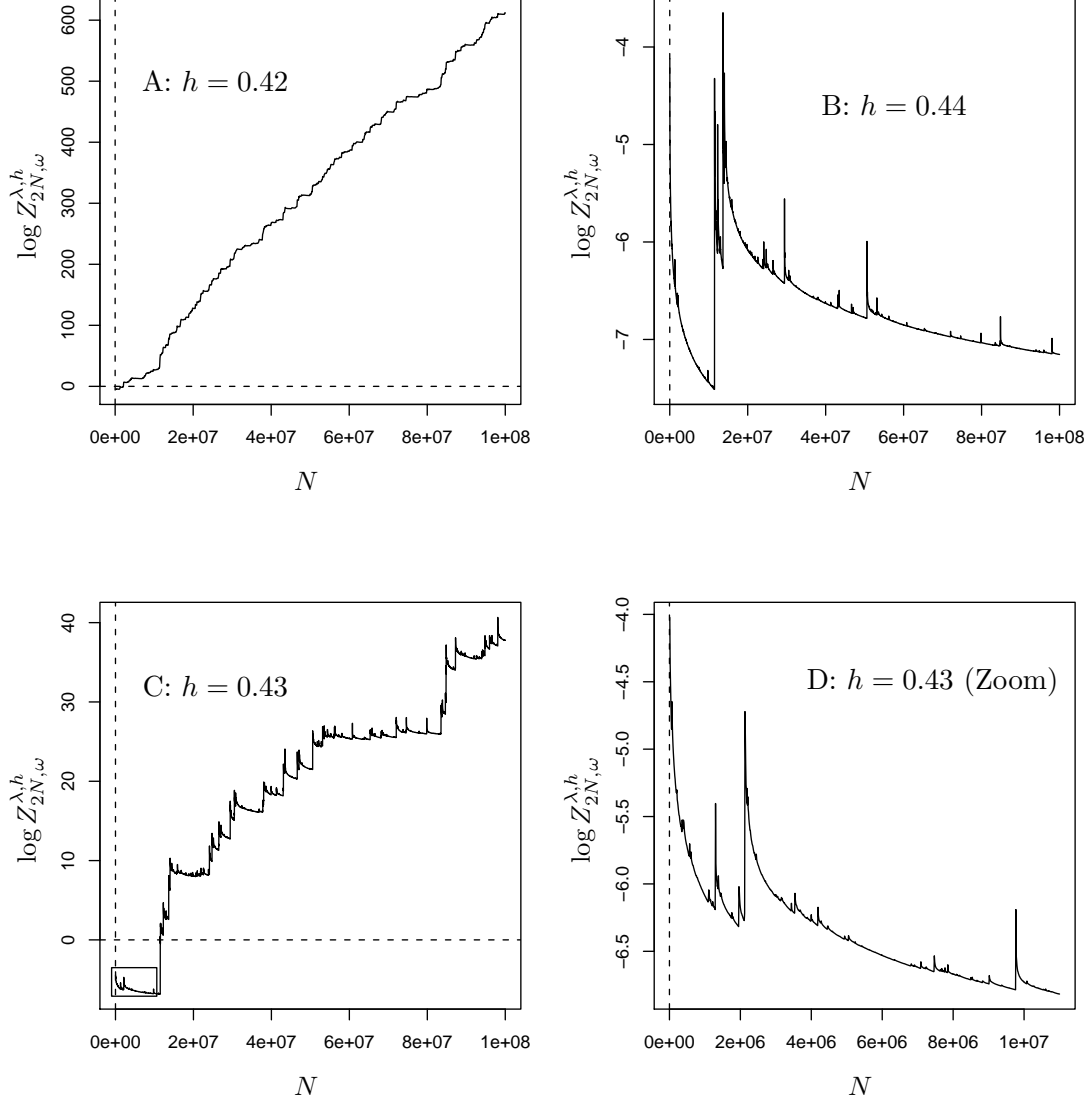 600
500
400
300
200
100
0
log Z_{2N,ω}^{λ,h}
A: h = 0.42
0e+00 2e+07 4e+07 6e+07 8e+07 1e+08
N
−4
−5
−6
−7
log Z_{2N,ω}^{λ,h}
B: h = 0.44
0e+00 2e+07 4e+07 6e+07 8e+07 1e+08
N
40
30
20
10
0
log Z_{2N,ω}^{λ,h}
C: h = 0.43
0e+00 2e+07 4e+07 6e+07 8e+07 1e+08
N
−4.0
−4.5
−5.0
−5.5
−6.0
−6.5
log Z_{2N,ω}^{λ,h}
D: h = 0.43 (Zoom)
0e+00 2e+06 4e+06 6e+06 8e+06 1e+07
N